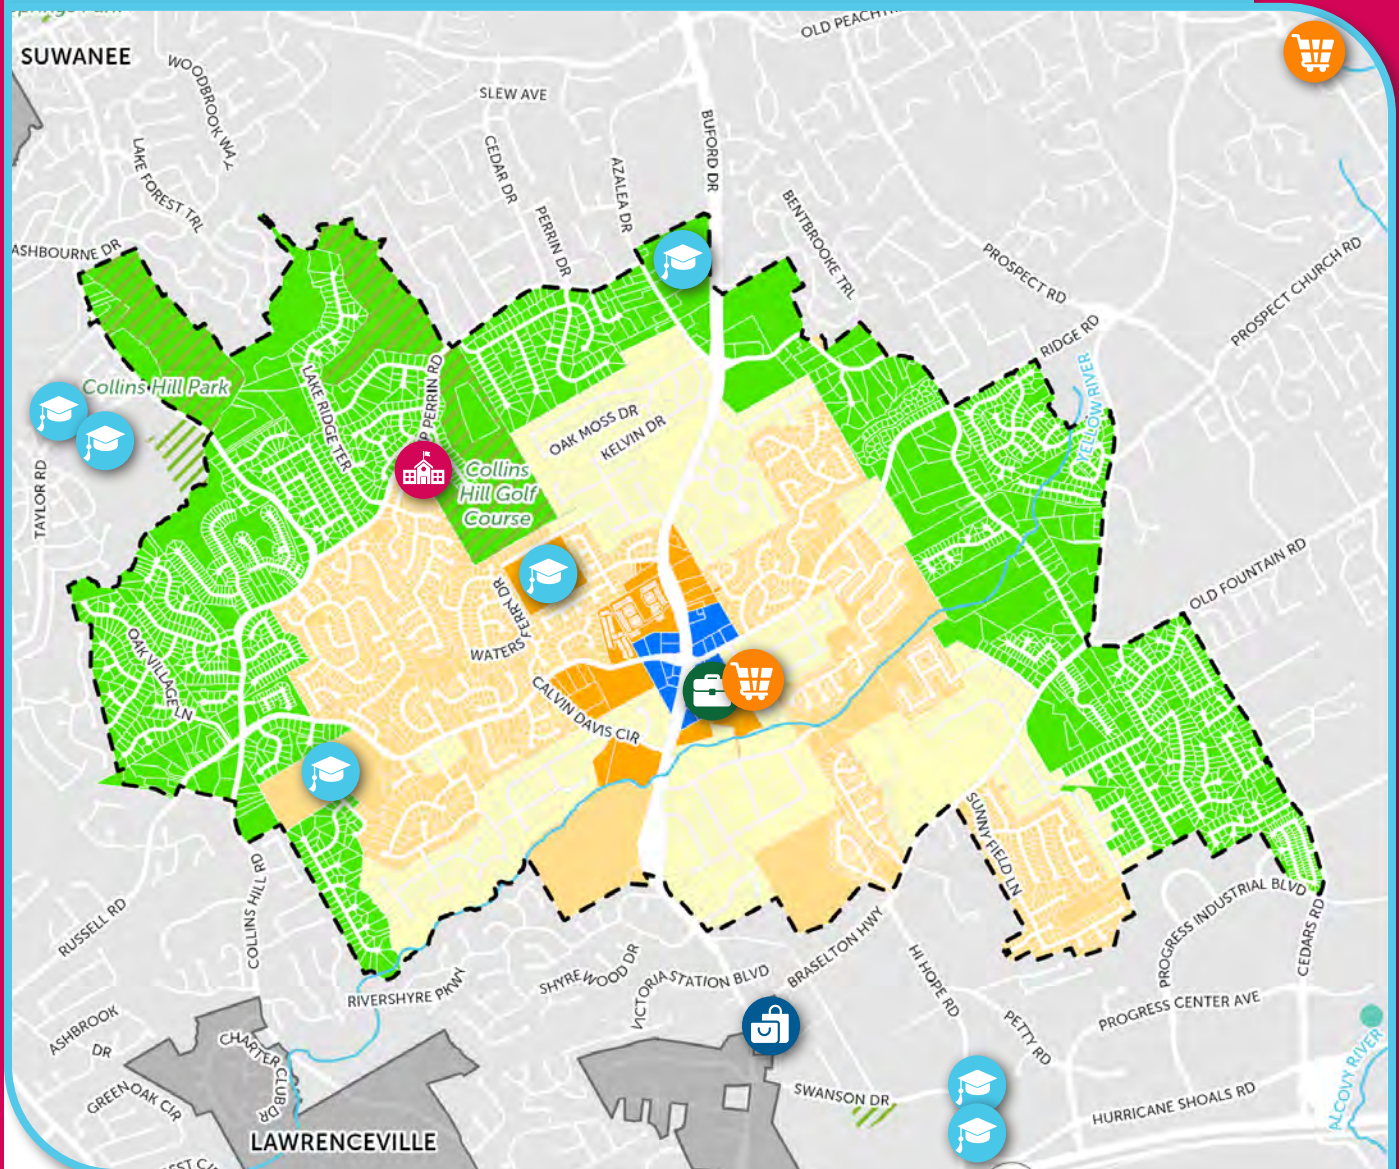 Springs Park
OLD PEACHT
SUWANEE
WOODBROOK WAY
SLEW AVE
BUFORD DR
LAKE FOREST TRL
CEDAR DR
AZALEA DR
BENTBROOKE TRL
PERRIN DR
ASHBOURNE DR
PROSPECT RD
PROSPECT CHURCH RD
RIDGE RD
YELLOW RIVER
Collins Hill Park
LAKE RIDGE TER
P PERRIN RD
OAK MOSS DR
KELVIN DR
TAYLOR RD
Collins
Hill Golf
Course
OLD FOUNTAIN RD
WATERS FERRY DR
OAK VILLAGE LN
CALVIN DAVIS CIR
SUNNY FIELD LN
COLLINS HILL RD
RUSSELL RD
PROGRESS INDUSTRIAL BLVD
CEDARS RD
BRASELTON HWY
SHYREWOOD DR
VICTORIA STATION BLVD
HI HOPE RD
RIVERSHYRE PKWY
PETTY RD
PROGRESS CENTER AVE
ASHBROOK
DR
CHARTER CLUB DR
GREEN OAK CIR
SWANSON DR
HURRICANE SHOALS RD
ALCOVY RIVER
LAWRENCEVILLE